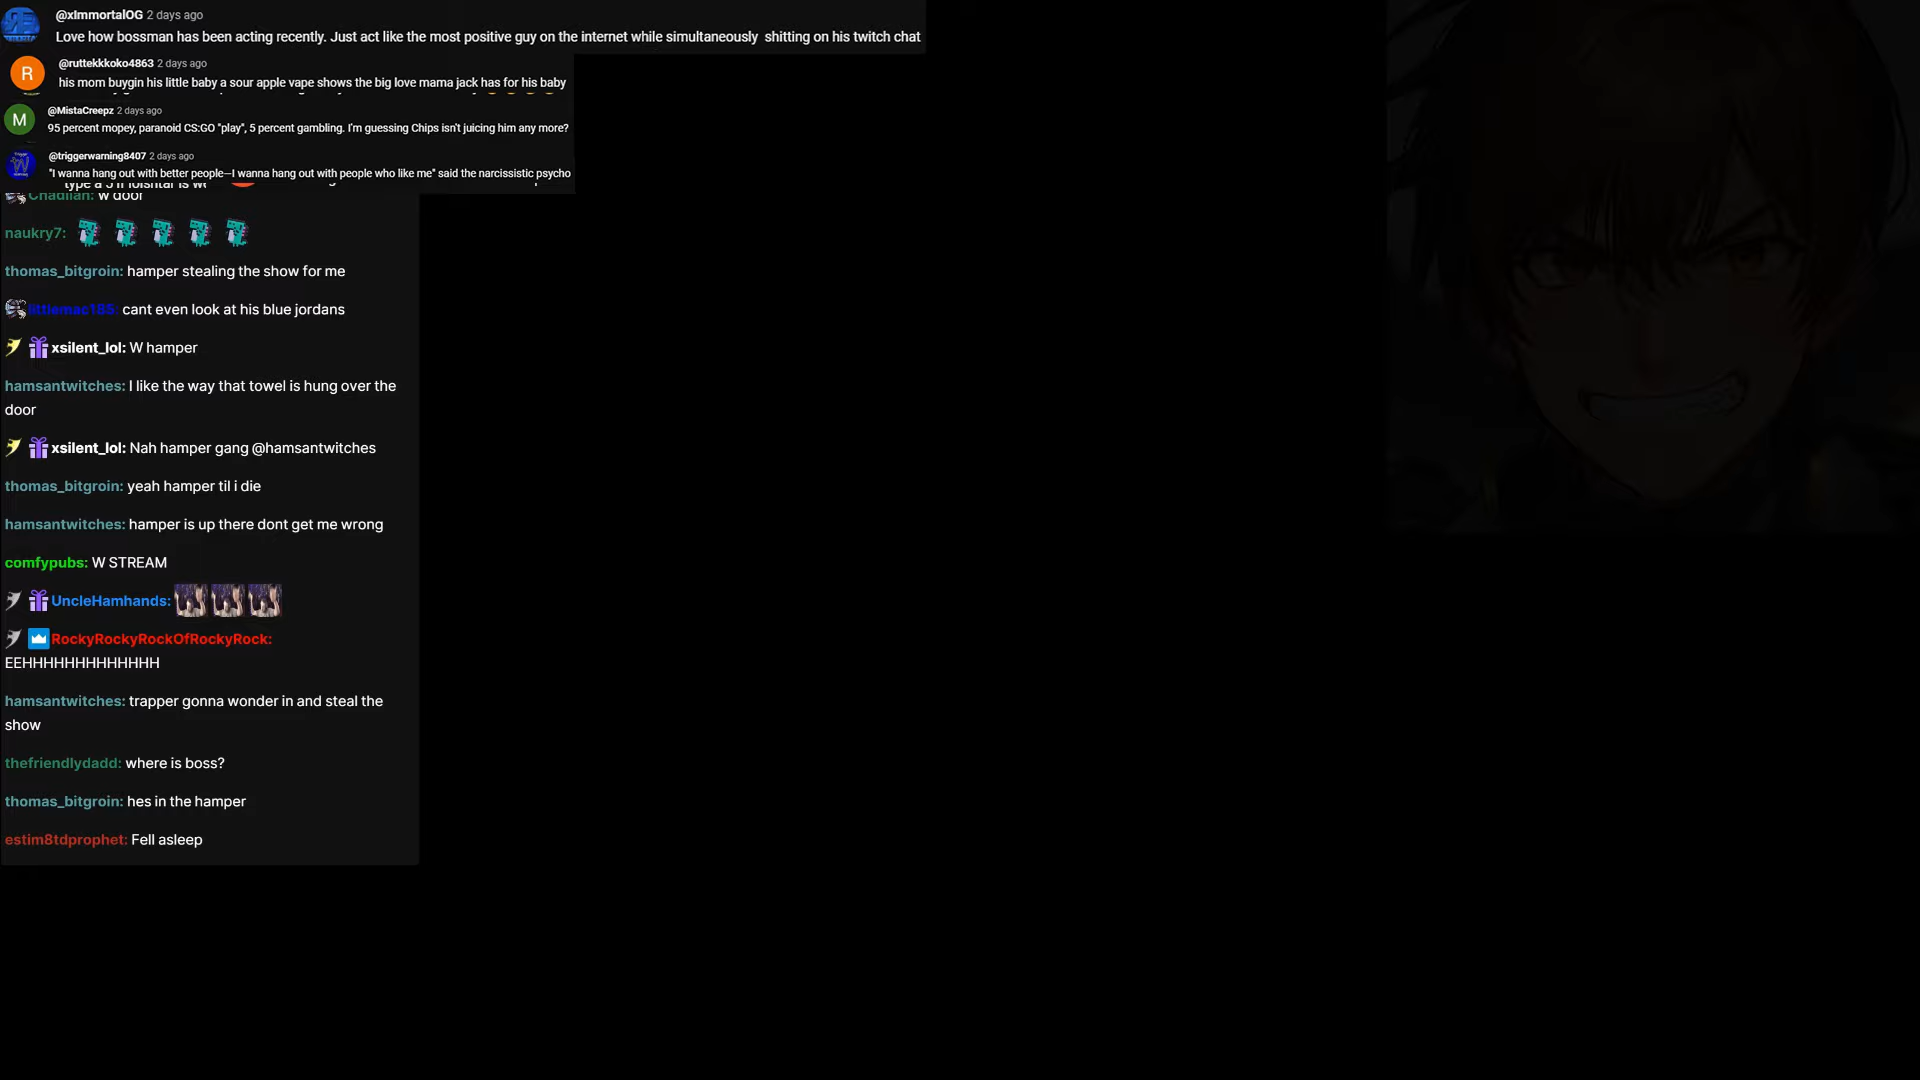 @xImmortalOG 2 days ago
Love how bossman has been acting recently. Just act like the most positive guy on the internet while simultaneously shitting on his twitch chat
R
@ruttekkkoko4863 2 days ago
his mom buygin his little baby a sour apple vape shows the big love mama jack has for his baby
M
@MistaCreepz 2 days ago
95 percent mopey, paranoid CS:GO "play", 5 percent gambling. I'm guessing Chips isn't juicing him any more?
@triggerwarning8407 2 days ago
"I wanna hang out with better people—I wanna hang out with people who like me" said the narcissistic psycho
Chadilan: w door
naukry7:
thomas_bitgroin: hamper stealing the show for me
littlemac185: cant even look at his blue jordans
xsilent_lol: W hamper
hamsantwitches: I like the way that towel is hung over the
door
xsilent_lol: Nah hamper gang @hamsantwitches
thomas_bitgroin: yeah hamper til i die
hamsantwitches: hamper is up there dont get me wrong
comfypubs: W STREAM
UncleHamhands:
RockyRockyRockOfRockyRock:
EEHHHHHHHHHHHHH
hamsantwitches: trapper gonna wonder in and steal the
show
thefriendlydadd: where is boss?
thomas_bitgroin: hes in the hamper
estim8tdprophet: Fell asleep